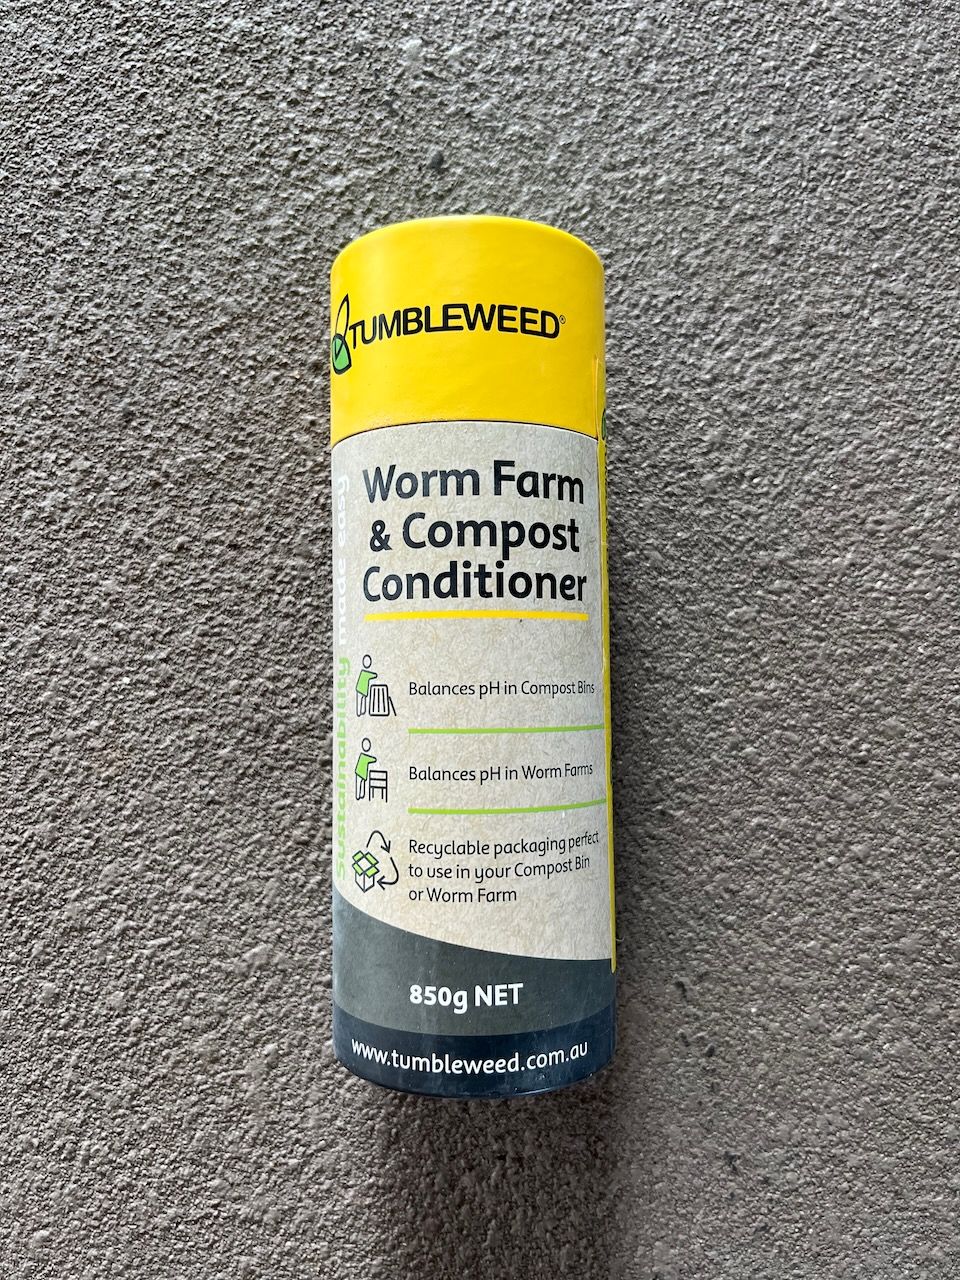 TUMBLEWEED®
Worm Farm
& Compost
Conditioner
Sustainability made easy
Balances pH in Compost Bins
Balances pH in Worm Farms
Recyclable packaging perfect
to use in your Compost Bin
or Worm Farm
850g NET
www.tumbleweed.com.au